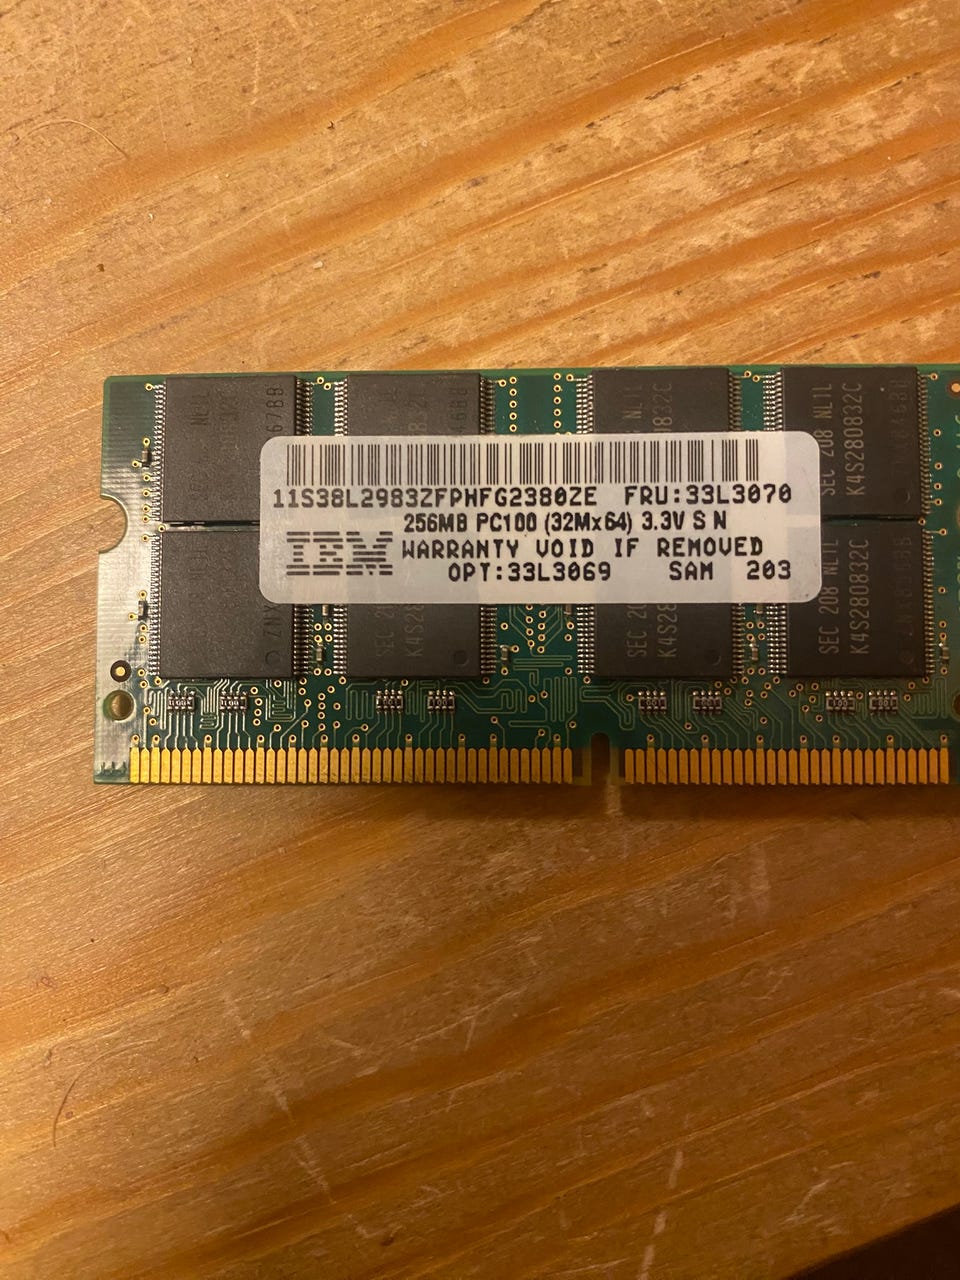 11S38L2983ZFPHFG2380ZE FRU:33L3070
256MB PC100 (32Mx64) 3.3V S N
IBM WARRANTY VOID IF REMOVED
OPT:33L3069 SAM 203
SEC 208 NL1L
K4S280832C
SEC 208 NL1L
K4S280832C